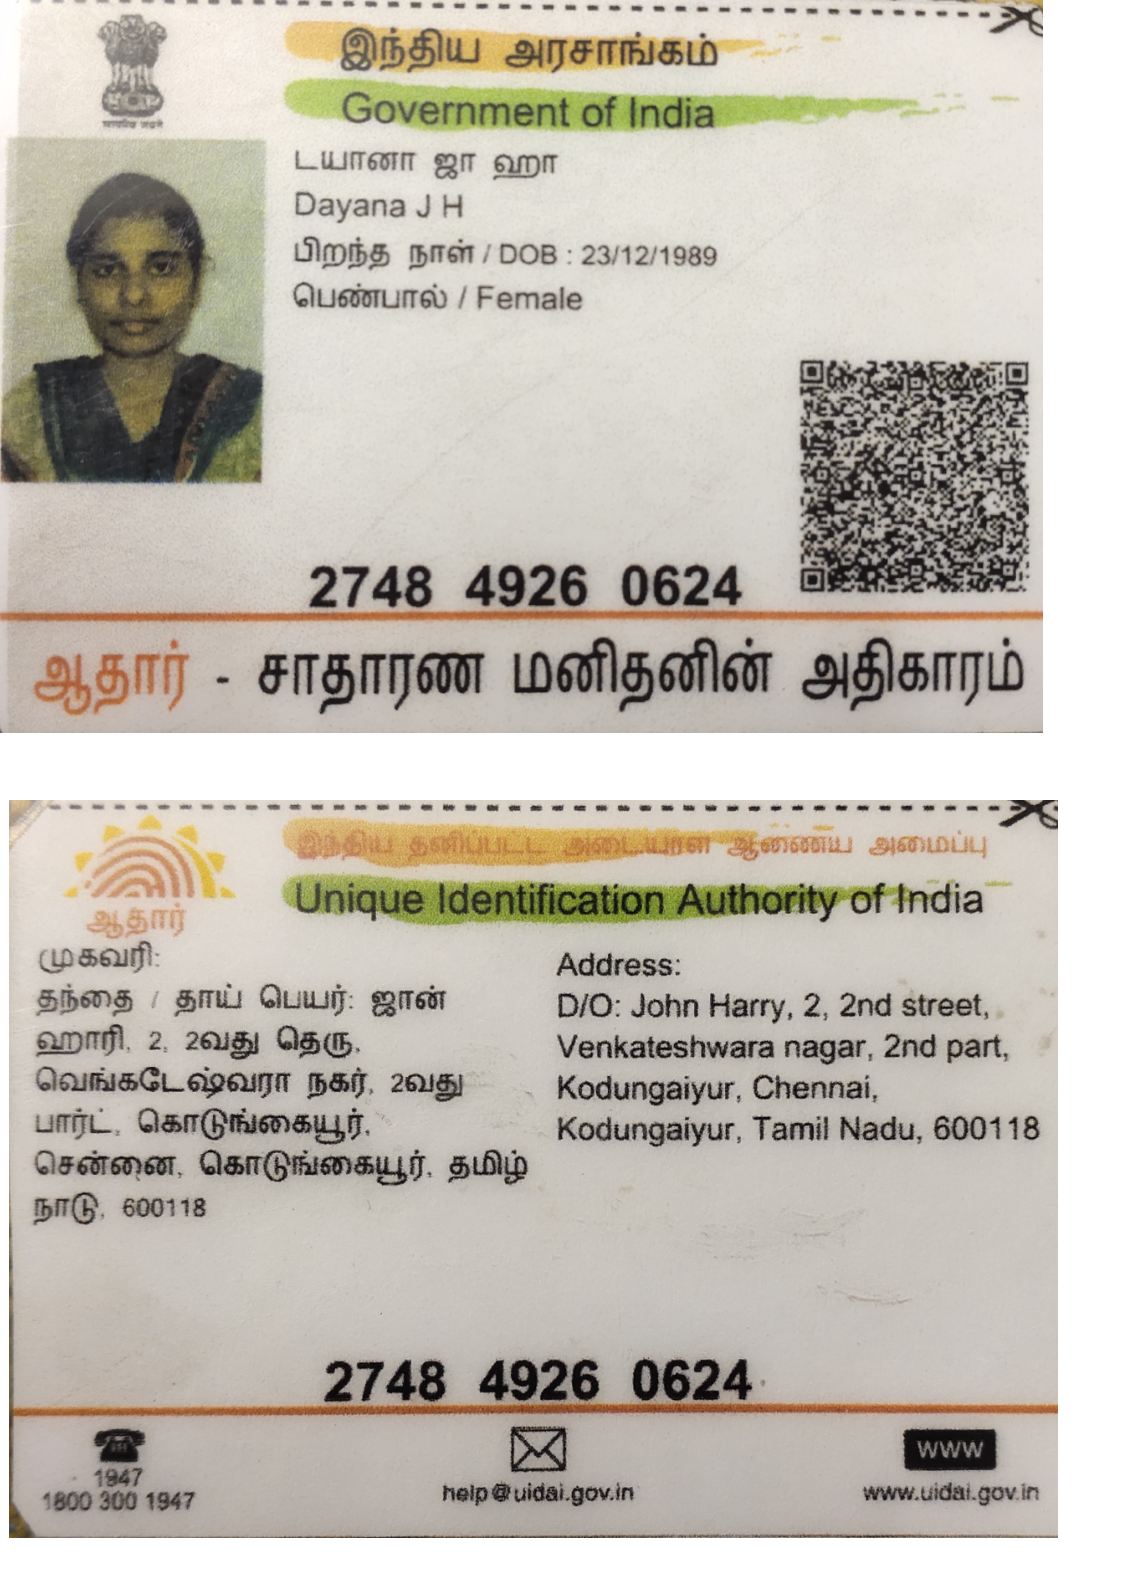 இந்திய அரசாங்கம்
Government of India
டயானா ஜா ஹா
Dayana J H
பிறந்த நாள் / DOB : 23/12/1989
பெண்பால் / Female
2748 4926 0624
ஆதார் - சாதாரண மனிதனின் அதிகாரம்
இந்திய தனிப்பட்ட அடையாள ஆணைய அமைப்பு
Unique Identification Authority of India
ஆதார்
முகவரி:
தந்தை / தாய் பெயர்: ஜான்
ஹாரி, 2, 2வது தெரு,
வெங்கடேஷ்வரா நகர், 2வது
பார்ட், கொடுங்கையூர்,
சென்னை, கொடுங்கையூர், தமிழ்
நாடு, 600118
Address:
D/O: John Harry, 2, 2nd street,
Venkateshwara nagar, 2nd part,
Kodungaiyur, Chennai,
Kodungaiyur, Tamil Nadu, 600118
2748 4926 0624
1947
1800 300 1947
help@uidai.gov.in
www
www.uidai.gov.in